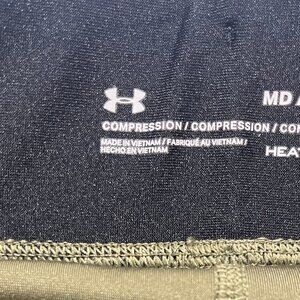 MD /
COMPRESSION / COMPRESSION / CO
MADE IN VIETNAM / FABRIQUÉ AU VIETNAM /
HECHO EN VIETNAM
HEAT